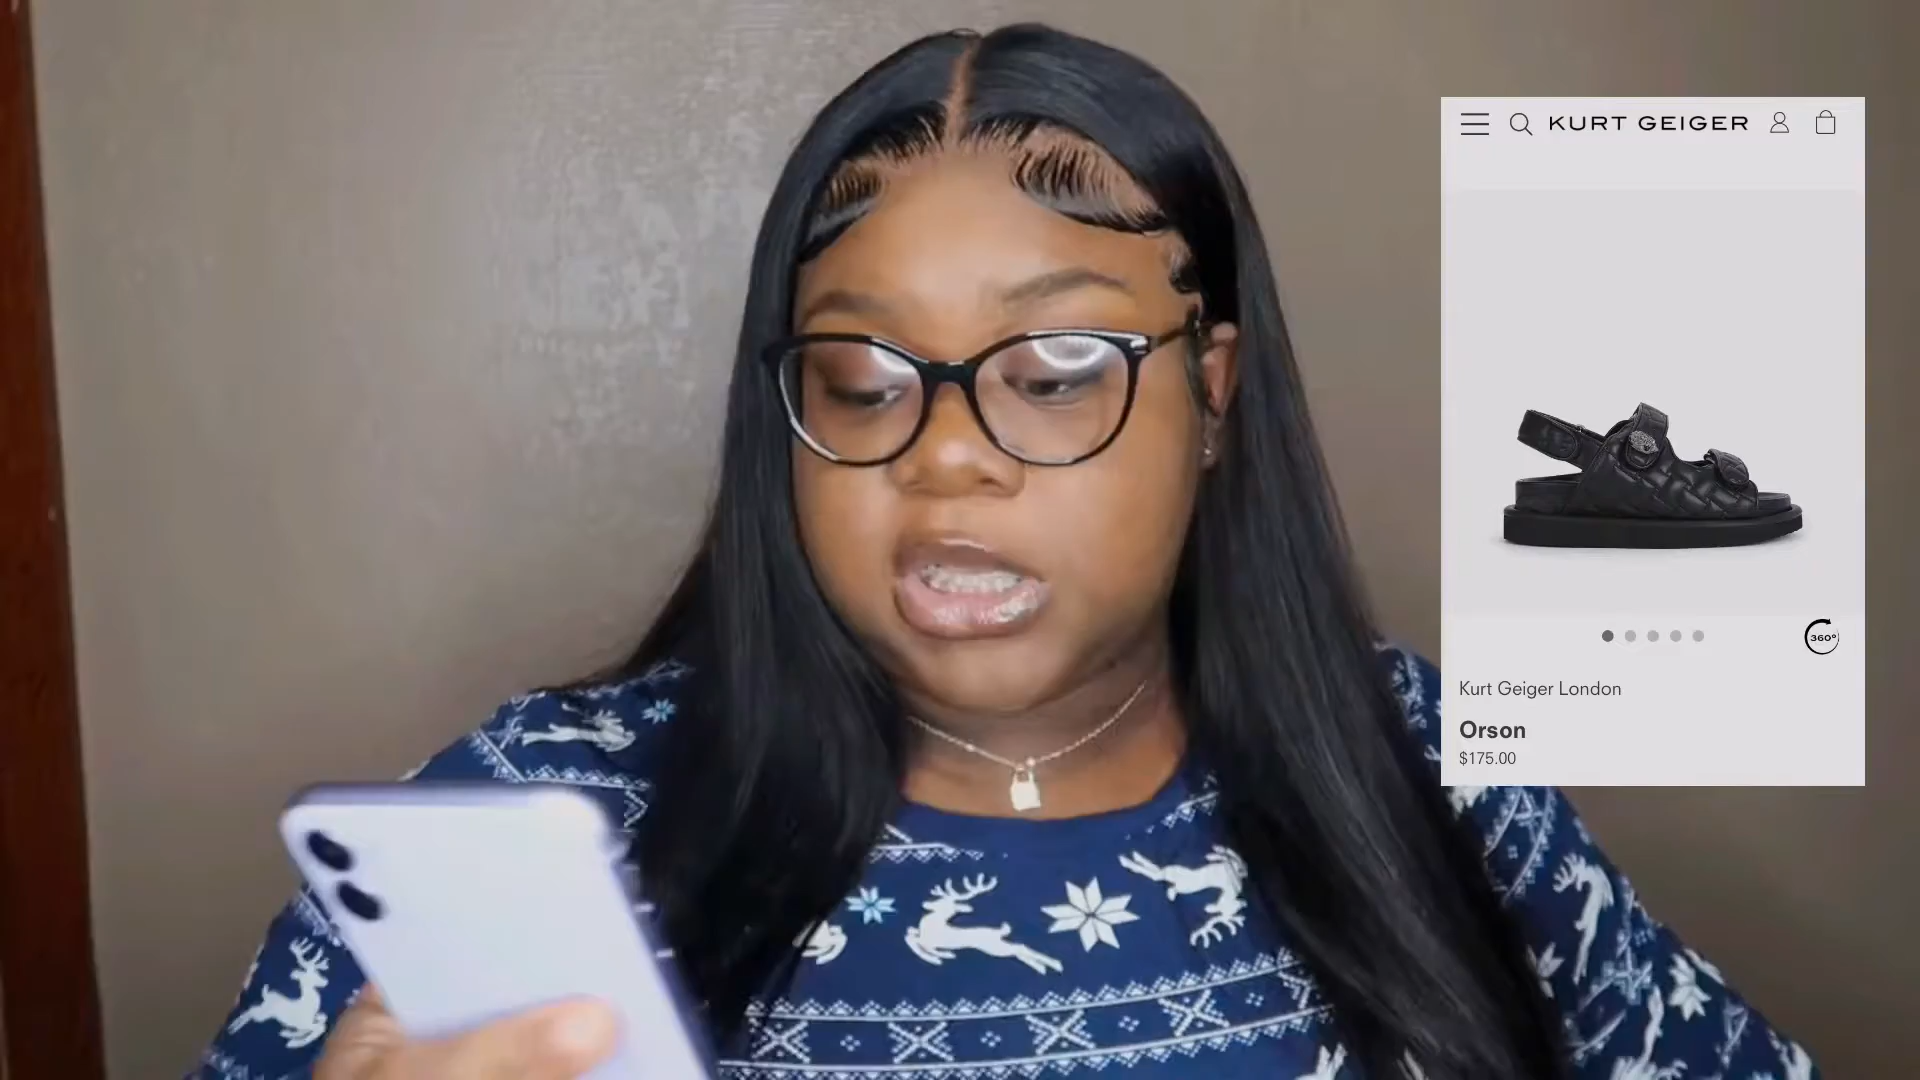 KURT GEIGER
360°
Kurt Geiger London
Orson
$175.00